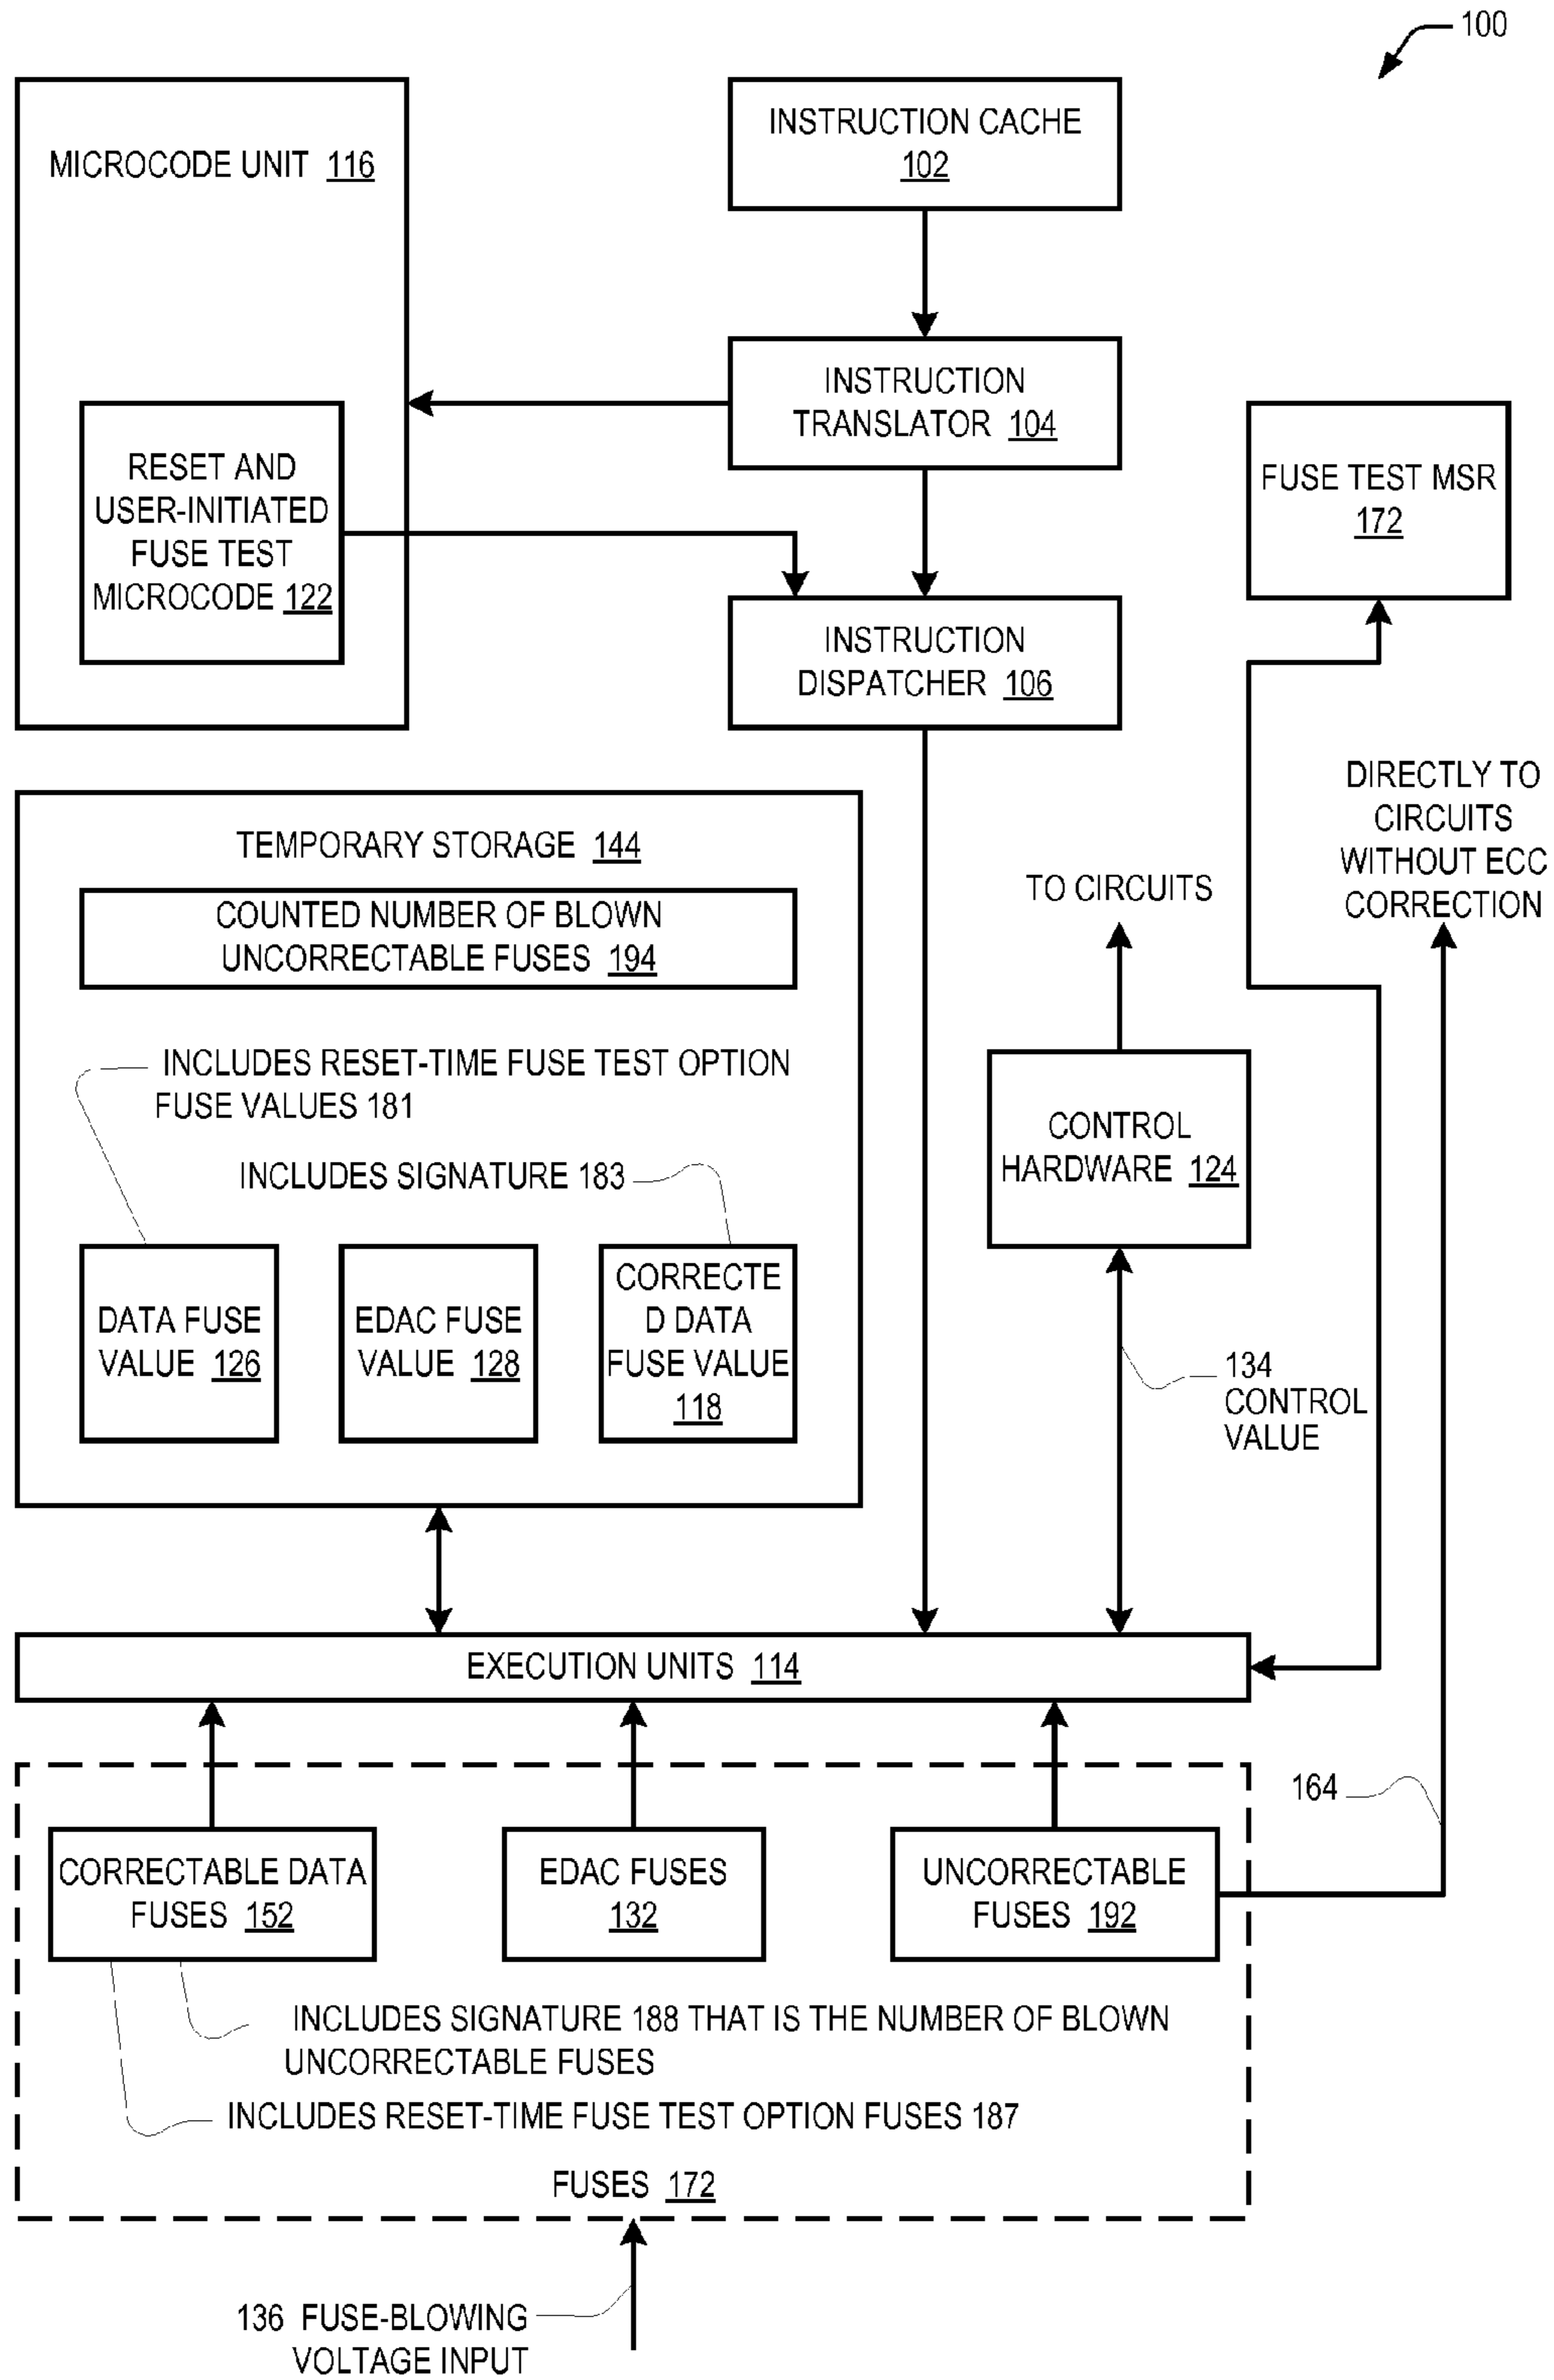 100
INSTRUCTION CACHE
102
MICROCODE UNIT 116
INSTRUCTION
TRANSLATOR 104
RESET AND
USER-INITIATED
FUSE TEST
MICROCODE 122
FUSE TEST MSR
172
INSTRUCTION
DISPATCHER 106
DIRECTLY TO
CIRCUITS
WITHOUT ECC
CORRECTION
TEMPORARY STORAGE 144
COUNTED NUMBER OF BLOWN
UNCORRECTABLE FUSES 194
TO CIRCUITS
INCLUDES RESET-TIME FUSE TEST OPTION
FUSE VALUES 181
INCLUDES SIGNATURE 183
CONTROL
HARDWARE 124
DATA FUSE
VALUE 126
EDAC FUSE
VALUE 128
CORRECTE
D DATA
FUSE VALUE
118
134
CONTROL
VALUE
EXECUTION UNITS 114
164
CORRECTABLE DATA
FUSES 152
EDAC FUSES
132
UNCORRECTABLE
FUSES 192
INCLUDES SIGNATURE 188 THAT IS THE NUMBER OF BLOWN
UNCORRECTABLE FUSES
INCLUDES RESET-TIME FUSE TEST OPTION FUSES 187
FUSES 172
136 FUSE-BLOWING
VOLTAGE INPUT